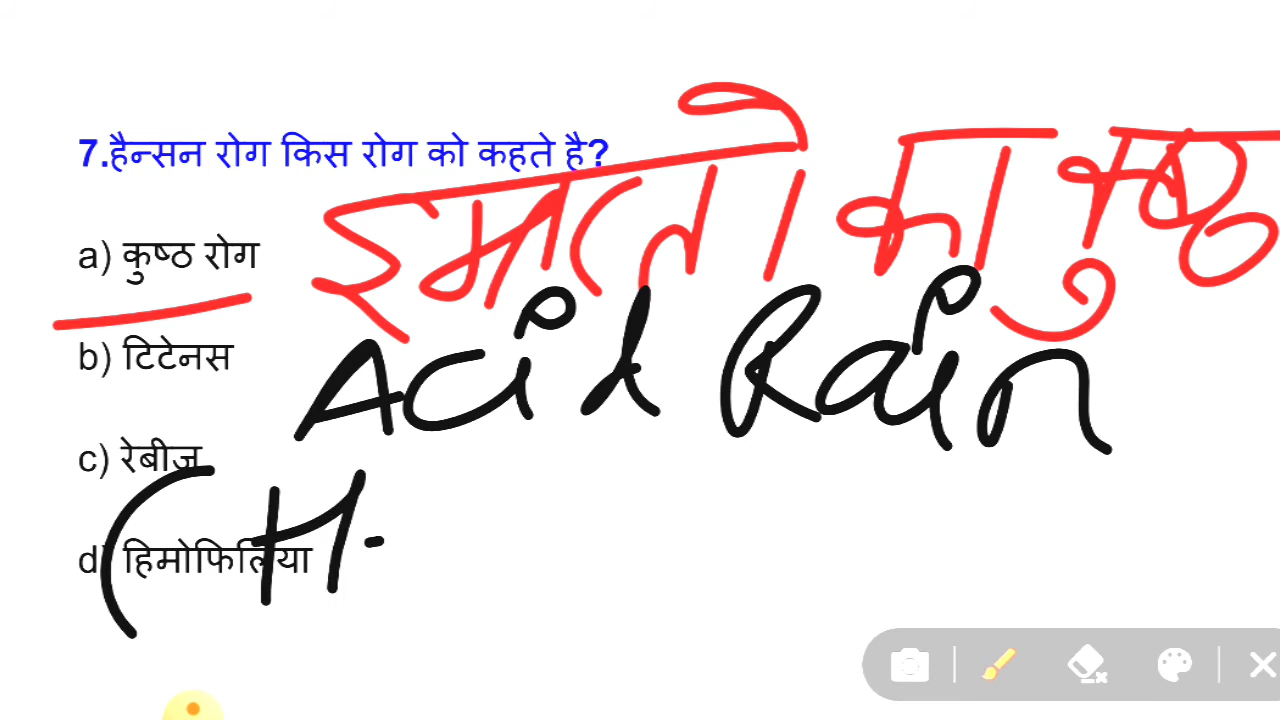 7.हैन्सन रोग किस रोग को कहते है?
इमारतो का कुष्ठ
a) कुष्ठ रोग
Acid Rain
b) टिटेनस
c) रेबीज
(H.
d) हिमोफिलिया